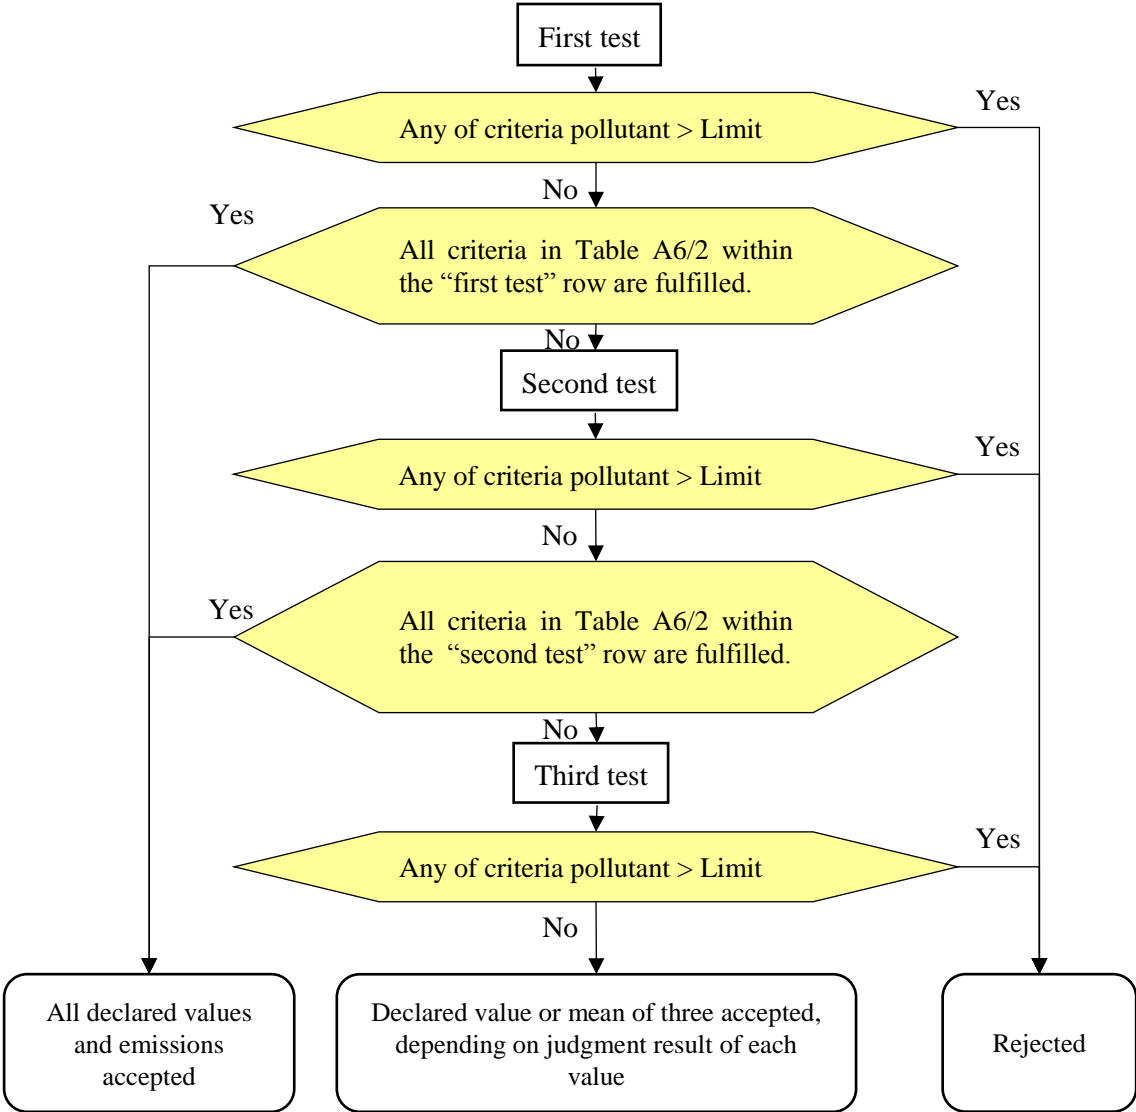 First test
Yes
Any of criteria pollutant > Limit
No
Yes
All criteria in Table A6/2 within
the “first test” row are fulfilled.
No
Second test
Yes
Any of criteria pollutant > Limit
No
Yes
All criteria in Table A6/2 within
the “second test” row are fulfilled.
No
Third test
Yes
Any of criteria pollutant > Limit
No
All declared values
and emissions
accepted
Declared value or mean of three accepted,
depending on judgment result of each
value
Rejected